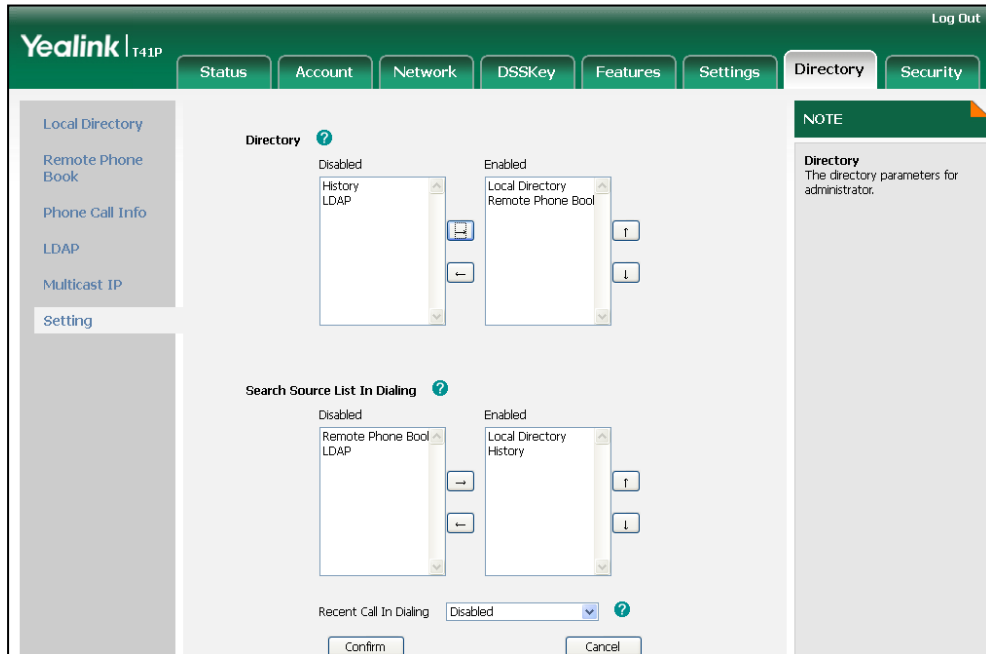 Log Out
Yealink T41P
Status Account Network DSSKey Features Settings Directory Security
Local Directory
Remote Phone
Book
Phone Call Info
LDAP
Multicast IP
Setting
Directory ?
Disabled Enabled
History
LDAP
→
←
Local Directory
Remote Phone Bool
↑
↓
Search Source List In Dialing ?
Disabled Enabled
Remote Phone Bool
LDAP
→
←
Local Directory
History
↑
↓
Recent Call In Dialing Disabled ?
Confirm Cancel
NOTE
Directory
The directory parameters for
administrator.